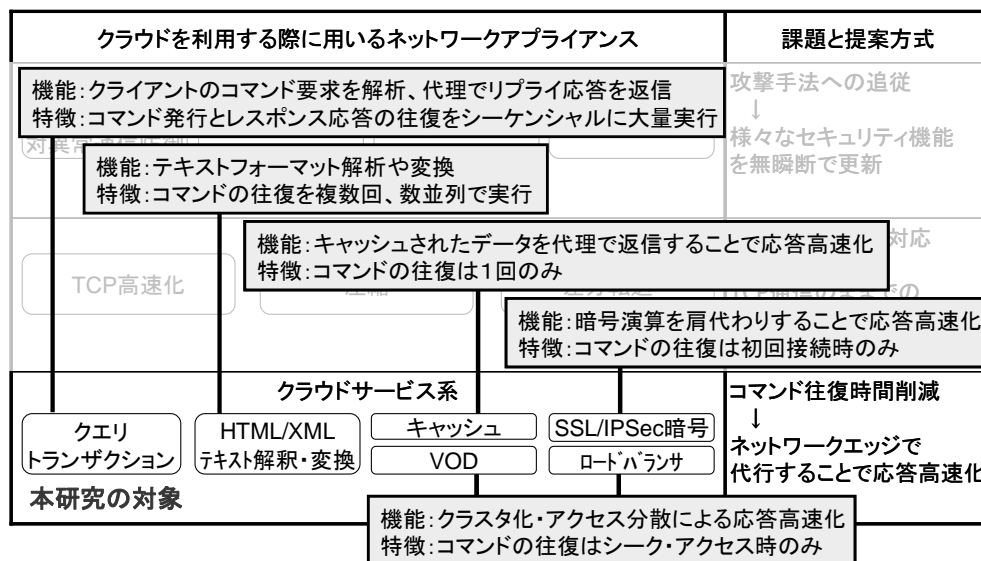 クラウドを利用する際に用いるネットワークアプライアンス
課題と提案方式
機能：クライアントのコマンド要求を解析、代理でリプライ応答を返信
特徴：コマンド発行とレスポンス応答の往復をシーケンシャルに大量実行
攻撃手法への追従
↓
様々なセキュリティ機能
を無瞬断で更新
機能：テキストフォーマット解析や変換
特徴：コマンドの往復を複数回、数並列で実行
機能：キャッシュされたデータを代理で返信することで応答高速化
特徴：コマンドの往復は１回のみ
対応
TCP高速化
機能：暗号演算を肩代わりすることで応答高速化
特徴：コマンドの往復は初回接続時のみ
クラウドサービス系
コマンド往復時間削減
↓
ネットワークエッジで
代行することで応答高速化
クエリ
トランザクション
HTML/XML
テキスト解釈・変換
キャッシュ
VOD
SSL/IPSec暗号
ロードバランサ
本研究の対象
機能：クラスタ化・アクセス分散による応答高速化
特徴：コマンドの往復はシーク・アクセス時のみ